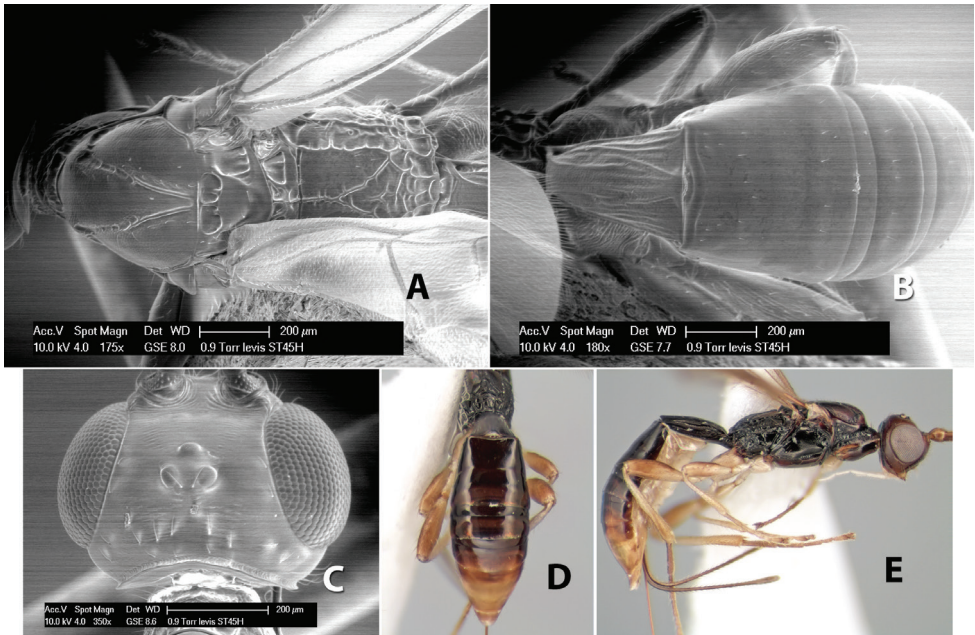 A
Acc.V Spot Magn Det WD 200 µm
10.0 kV 4.0 175x GSE 8.0 0.9 Torr levis ST45H
B
Acc.V Spot Magn Det WD 200 µm
10.0 kV 4.0 180x GSE 7.7 0.9 Torr levis ST45H
C
Acc.V Spot Magn Det WD 200 µm
10.0 kV 4.0 350x GSE 8.6 0.9 Torr levis ST45H
D
E